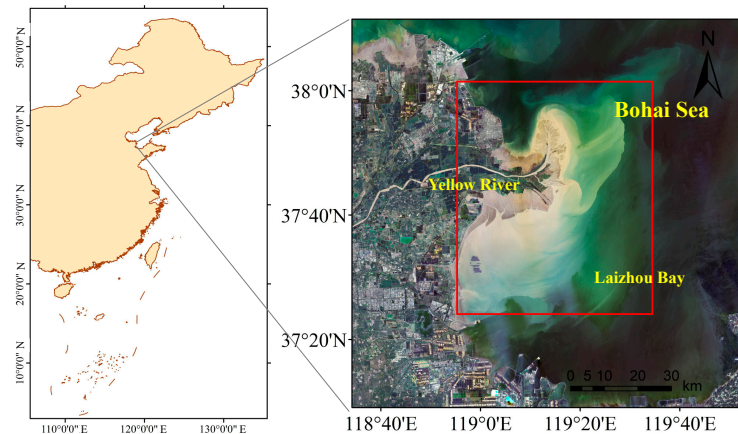 50°0'0" N
40°0'0" N
30°0'0" N
20°0'0" N
10°0'0" N
110°0'0" E
120°0'0" E
130°0'0" E
38°0'N
37°40'N
37°20'N
118°40'E
119°0'E
119°20'E
119°40'E
N
Bohai Sea
Yellow River
Laizhou Bay
0 5 10 20 30
km